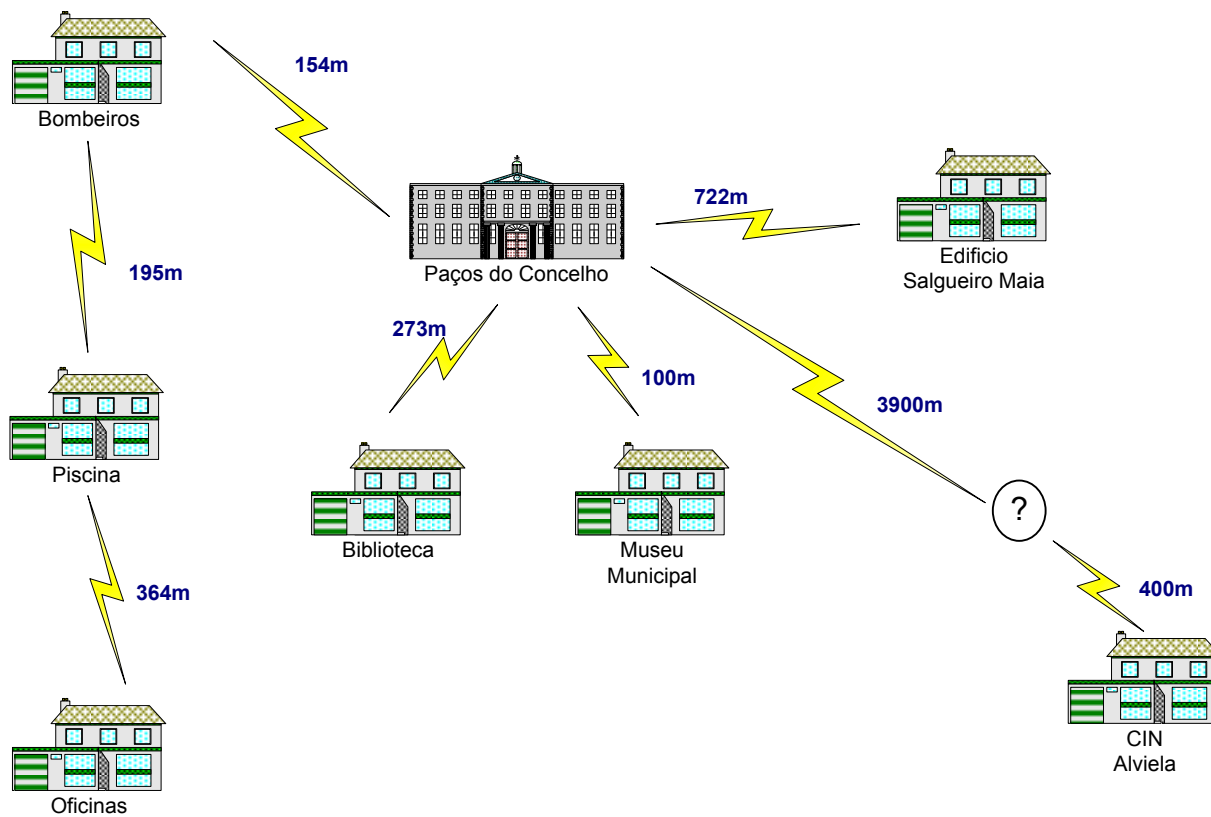 154m
Bombeiros
722m
Edificio
Salgueiro Maia
Paços do Concelho
195m
273m
100m
3900m
Piscina
?
Biblioteca
Museu
Municipal
364m
400m
CIN
Alviela
Oficinas